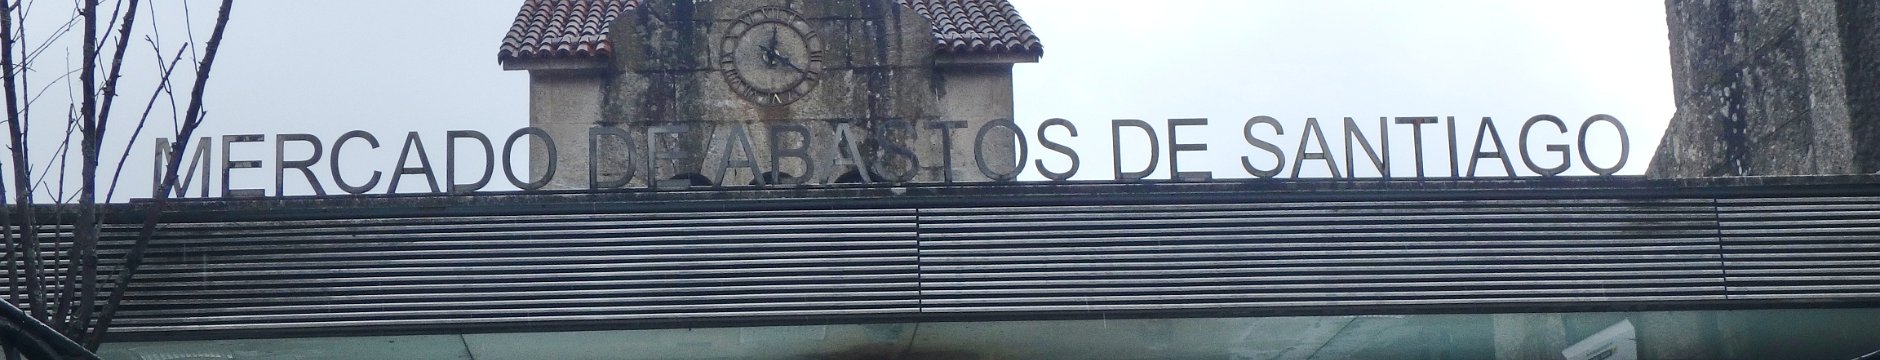 MERCADO DE ABASTOS DE SANTIAGO